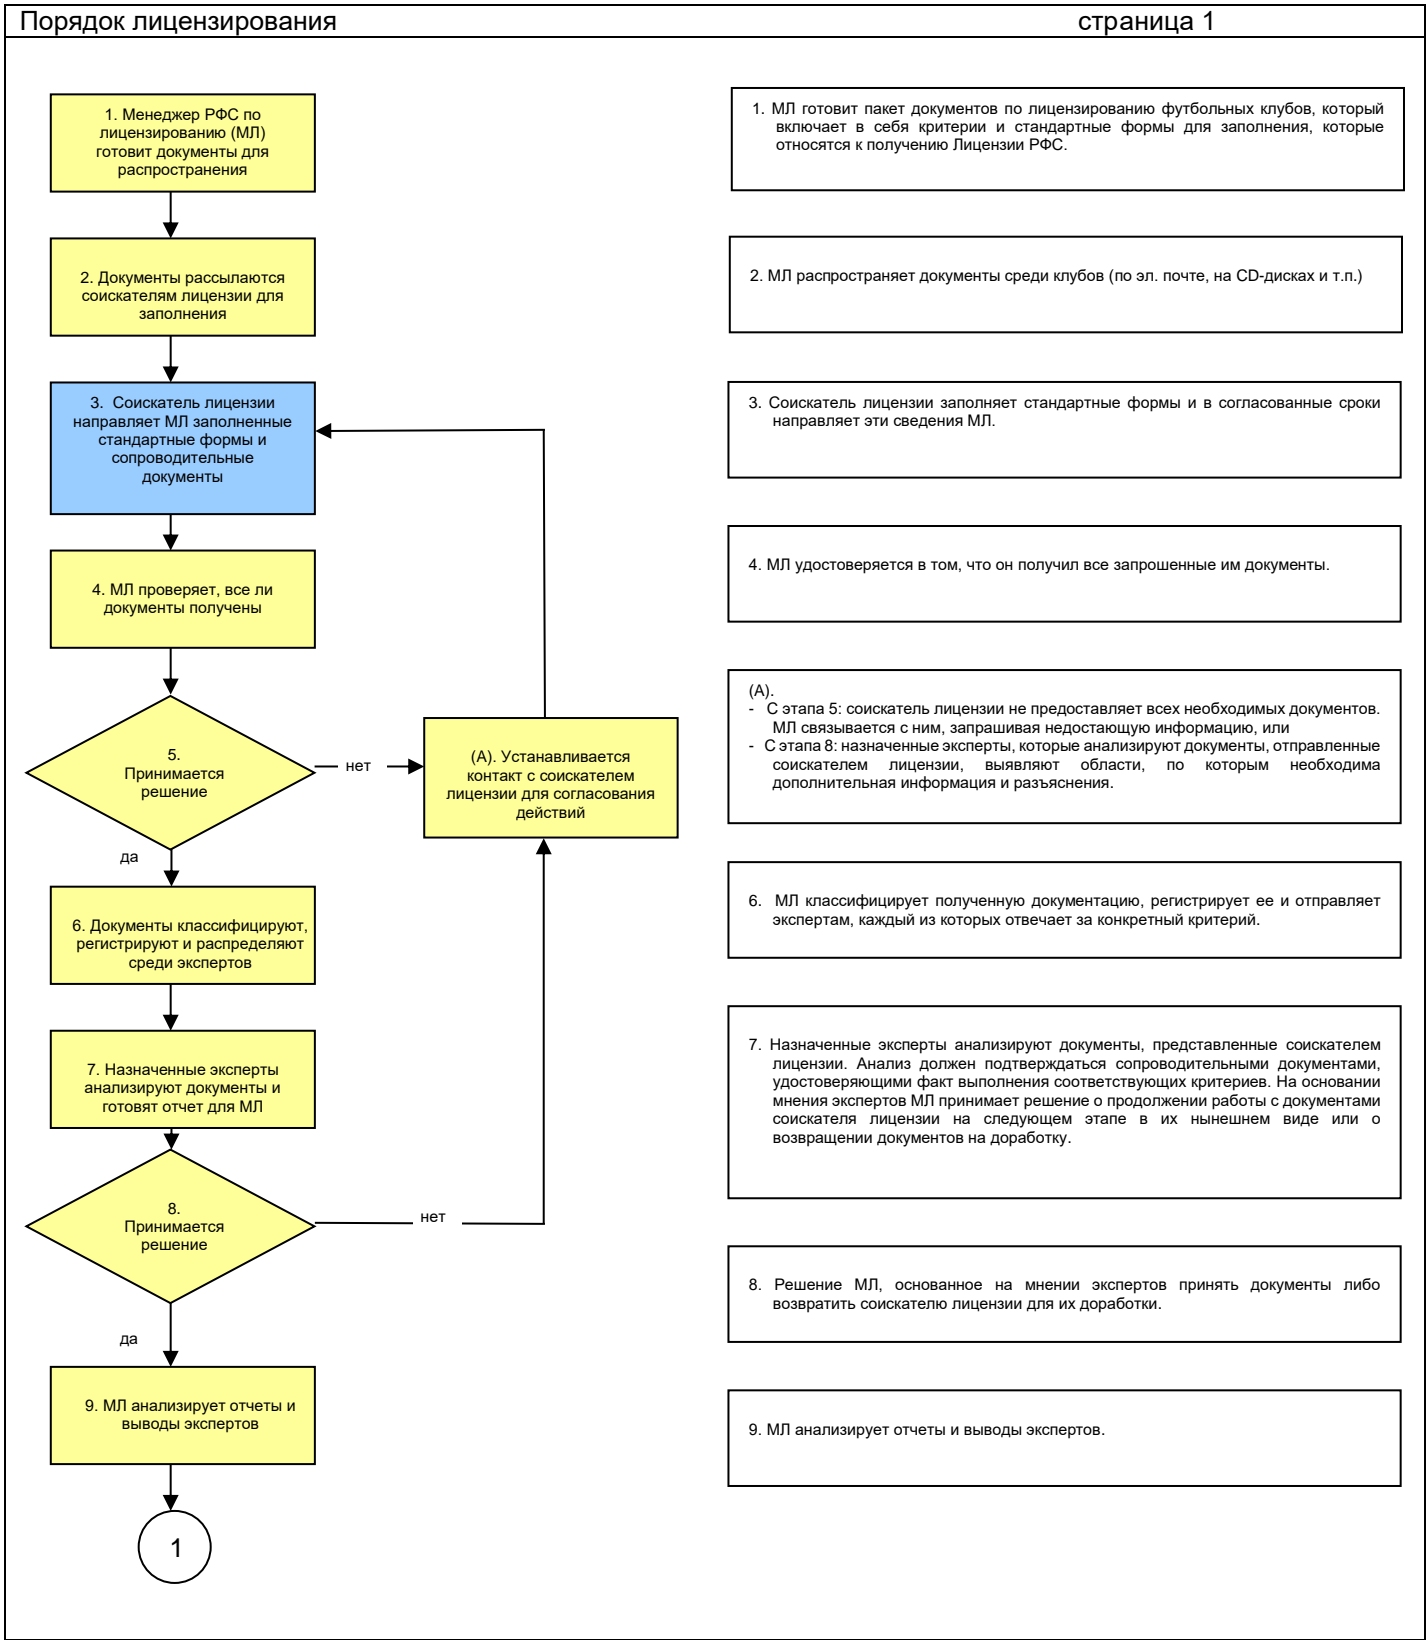 Порядок лицензирования страница 1
1. Менеджер РФС по
лицензированию (МЛ)
готовит документы для
распространения
1. МЛ готовит пакет документов по лицензированию футбольных клубов, который
включает в себя критерии и стандартные формы для заполнения, которые
относятся к получению Лицензии РФС.
2. Документы рассылаются
соискателям лицензии для
заполнения
2. МЛ распространяет документы среди клубов (по эл. почте, на CD-дисках и т.п.)
3. Соискатель лицензии
направляет МЛ заполненные
стандартные формы и
сопроводительные
документы
3. Соискатель лицензии заполняет стандартные формы и в согласованные сроки
направляет эти сведения МЛ.
4. МЛ проверяет, все ли
документы получены
4. МЛ удостоверяется в том, что он получил все запрошенные им документы.
5.
Принимается
решение
нет
(А). Устанавливается
контакт с соискателем
лицензии для согласования
действий
(А).
- С этапа 5: соискатель лицензии не предоставляет всех необходимых документов.
МЛ связывается с ним, запрашивая недостающую информацию, или
- С этапа 8: назначенные эксперты, которые анализируют документы, отправленные
соискателем лицензии, выявляют области, по которым необходима
дополнительная информация и разъяснения.
да
6. Документы классифицируют,
регистрируют и распределяют
среди экспертов
6. МЛ классифицирует полученную документацию, регистрирует ее и отправляет
экспертам, каждый из которых отвечает за конкретный критерий.
7. Назначенные эксперты
анализируют документы и
готовят отчет для МЛ
7. Назначенные эксперты анализируют документы, представленные соискателем
лицензии. Анализ должен подтверждаться сопроводительными документами,
удостоверяющими факт выполнения соответствующих критериев. На основании
мнения экспертов МЛ принимает решение о продолжении работы с документами
соискателя лицензии на следующем этапе в их нынешнем виде или о
возвращении документов на доработку.
8.
Принимается
решение
нет
8. Решение МЛ, основанное на мнении экспертов принять документы либо
возвратить соискателю лицензии для их доработки.
да
9. МЛ анализирует отчеты и
выводы экспертов
9. МЛ анализирует отчеты и выводы экспертов.
1